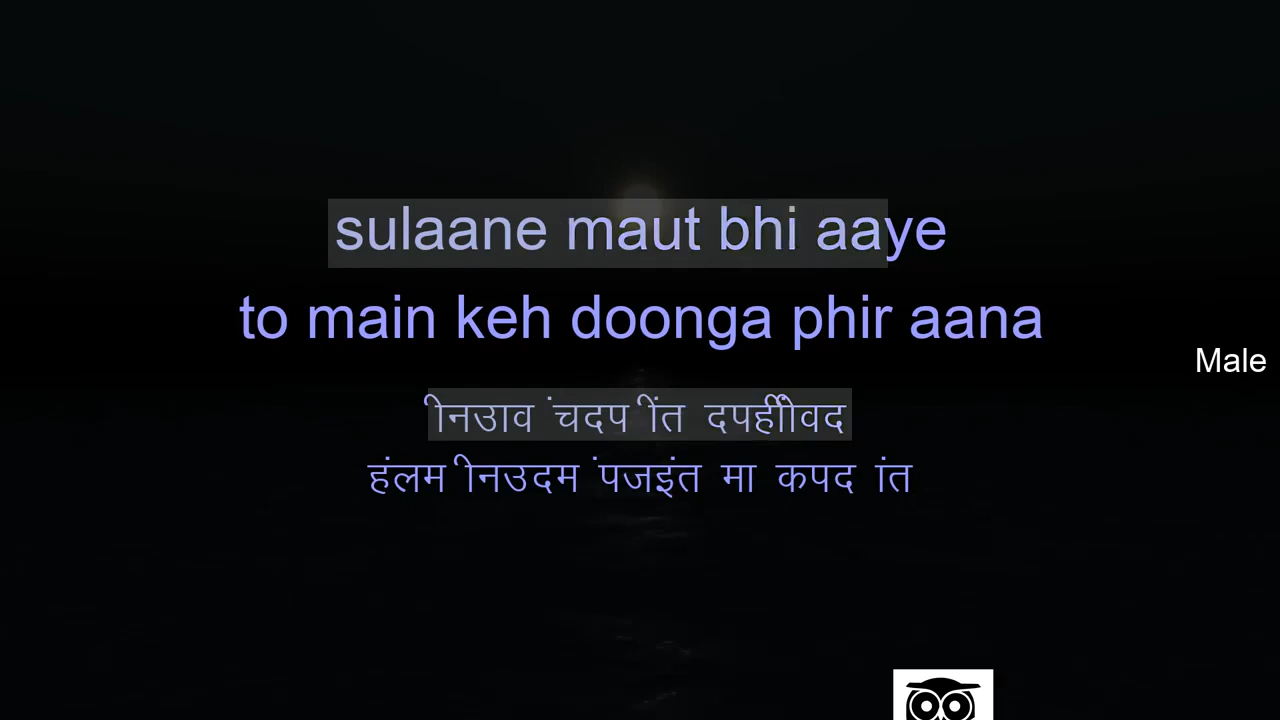 sulaane maut bhi aaye
to main keh doonga phir aana
Male
ीनउाव ंचदप ींत दपहीीवद
हंलम ीनउदम ंपजइंत मा कपद ांत